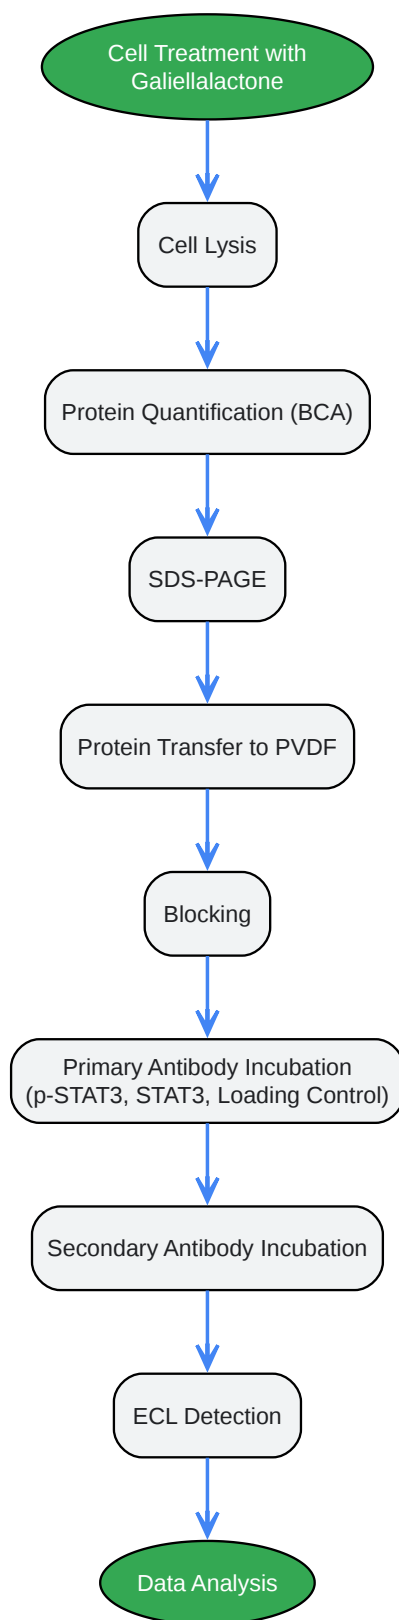 Cell Treatment with
Galiellalactone
Cell Lysis
Protein Quantification (BCA)
SDS-PAGE
Protein Transfer to PVDF
Blocking
Primary Antibody Incubation
(p-STAT3, STAT3, Loading Control)
Secondary Antibody Incubation
ECL Detection
Data Analysis